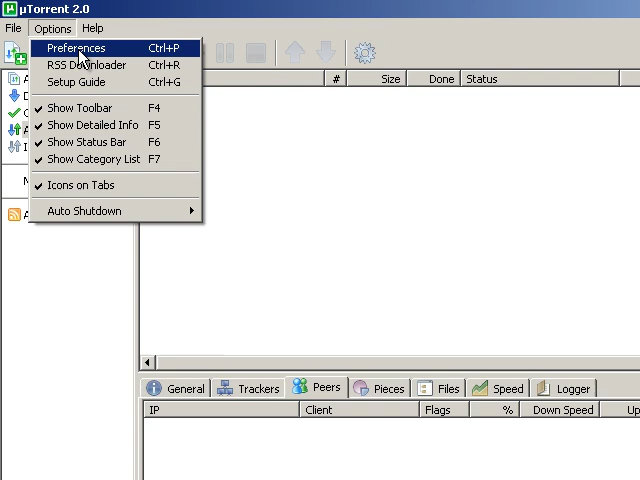 µTorrent 2.0
File Options Help
Preferences Ctrl+P
RSS Downloader Ctrl+R
Setup Guide Ctrl+G
Show Toolbar F4
Show Detailed Info F5
Show Status Bar F6
Show Category List F7
Icons on Tabs
Auto Shutdown
# Size Done Status
General Trackers Peers Pieces Files Speed Logger
IP Client Flags % Down Speed